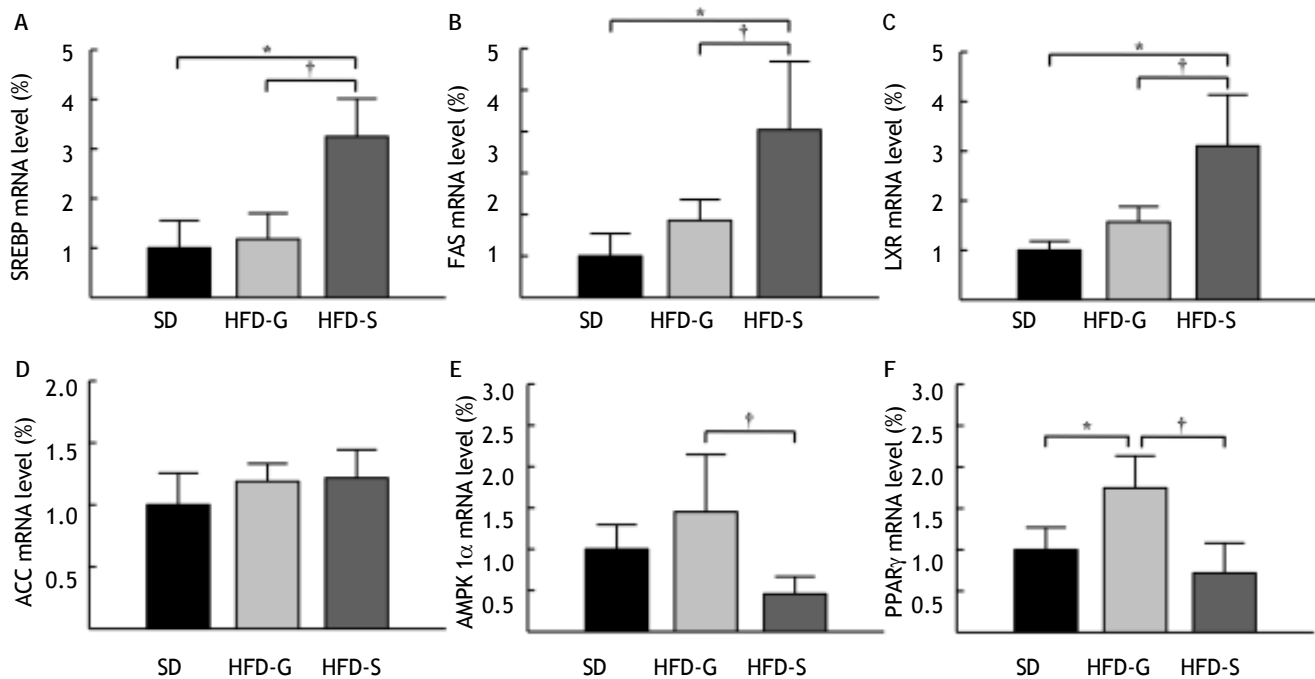 A
SREBP mRNA level (%)
5
4
3
2
1
*
†
SD HFD-G HFD-S
B
FAS mRNA level (%)
5
4
3
2
1
*
†
SD HFD-G HFD-S
C
LXR mRNA level (%)
5
4
3
2
1
*
†
SD HFD-G HFD-S
D
ACC mRNA level (%)
2.0
1.5
1.0
0.5
SD HFD-G HFD-S
E
AMPK 1α mRNA level (%)
3.0
2.5
2.0
1.5
1.0
0.5
†
SD HFD-G HFD-S
F
PPARγ mRNA level (%)
3.0
2.5
2.0
1.5
1.0
0.5
*
†
SD HFD-G HFD-S